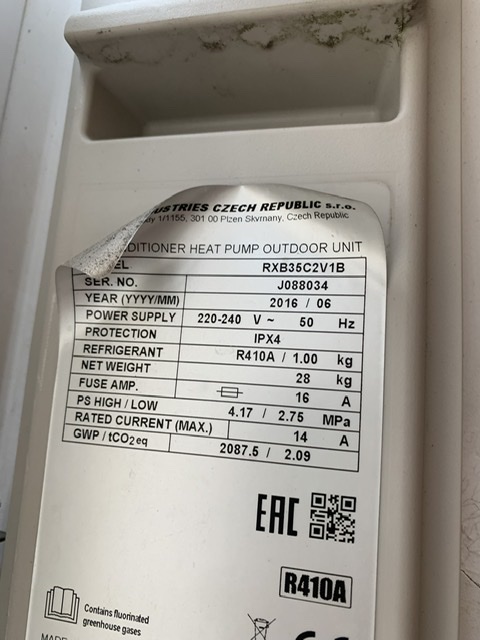 USTRIES CZECH REPUBLIC s.r.o.
1/1155, 301 00 Plzen Skvrnany, Czech Republic
DITIONER HEAT PUMP OUTDOOR UNIT
EL RXB35C2V1B
SER. NO. J088034
YEAR (YYYY/MM) 2016 / 06
POWER SUPPLY 220-240 V ~ 50 Hz
PROTECTION IPX4
REFRIGERANT R410A / 1.00 kg
NET WEIGHT 28 kg
FUSE AMP. 16 A
PS HIGH / LOW 4.17 / 2.75 MPa
RATED CURRENT (MAX.) 14 A
GWP / tCO2eq 2087.5 / 2.09
EAC
R410A
Contains fluorinated
greenhouse gases
CE
MADE